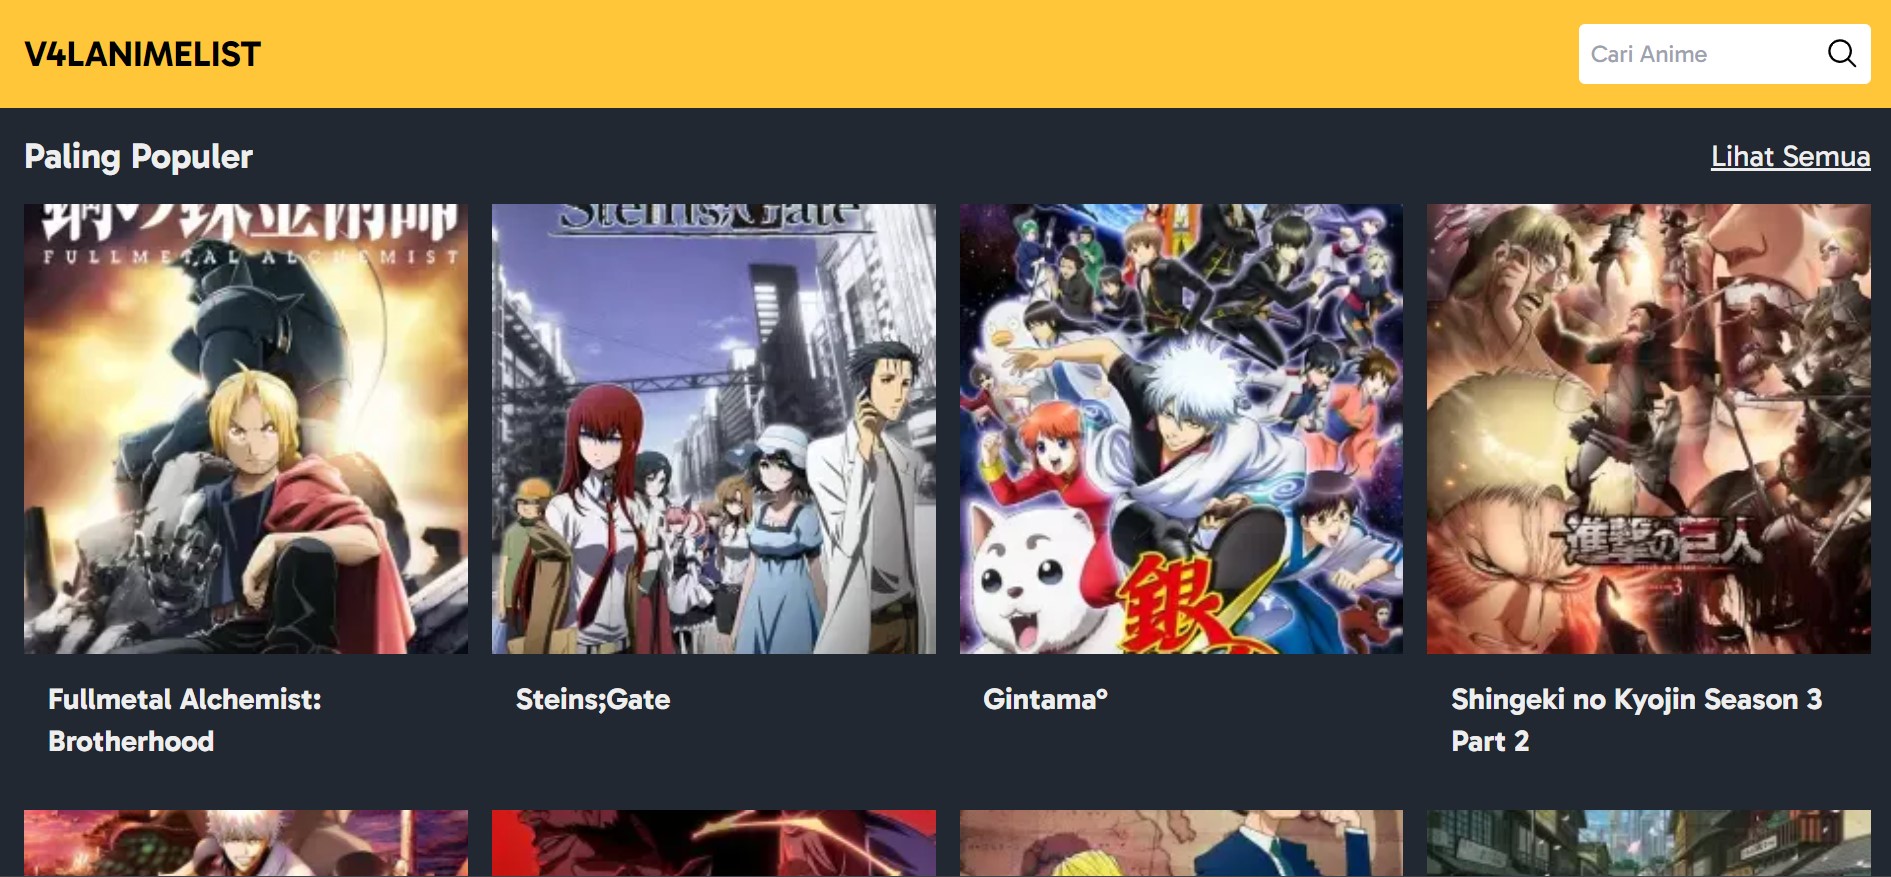 V4LANIMELIST
Cari Anime
Paling Populer
Lihat Semua
FULLMETAL ALCHEMIST
Steins;Gate
進撃の巨人
3
銀
Fullmetal Alchemist:
Brotherhood
Steins;Gate
Gintama°
Shingeki no Kyojin Season 3
Part 2